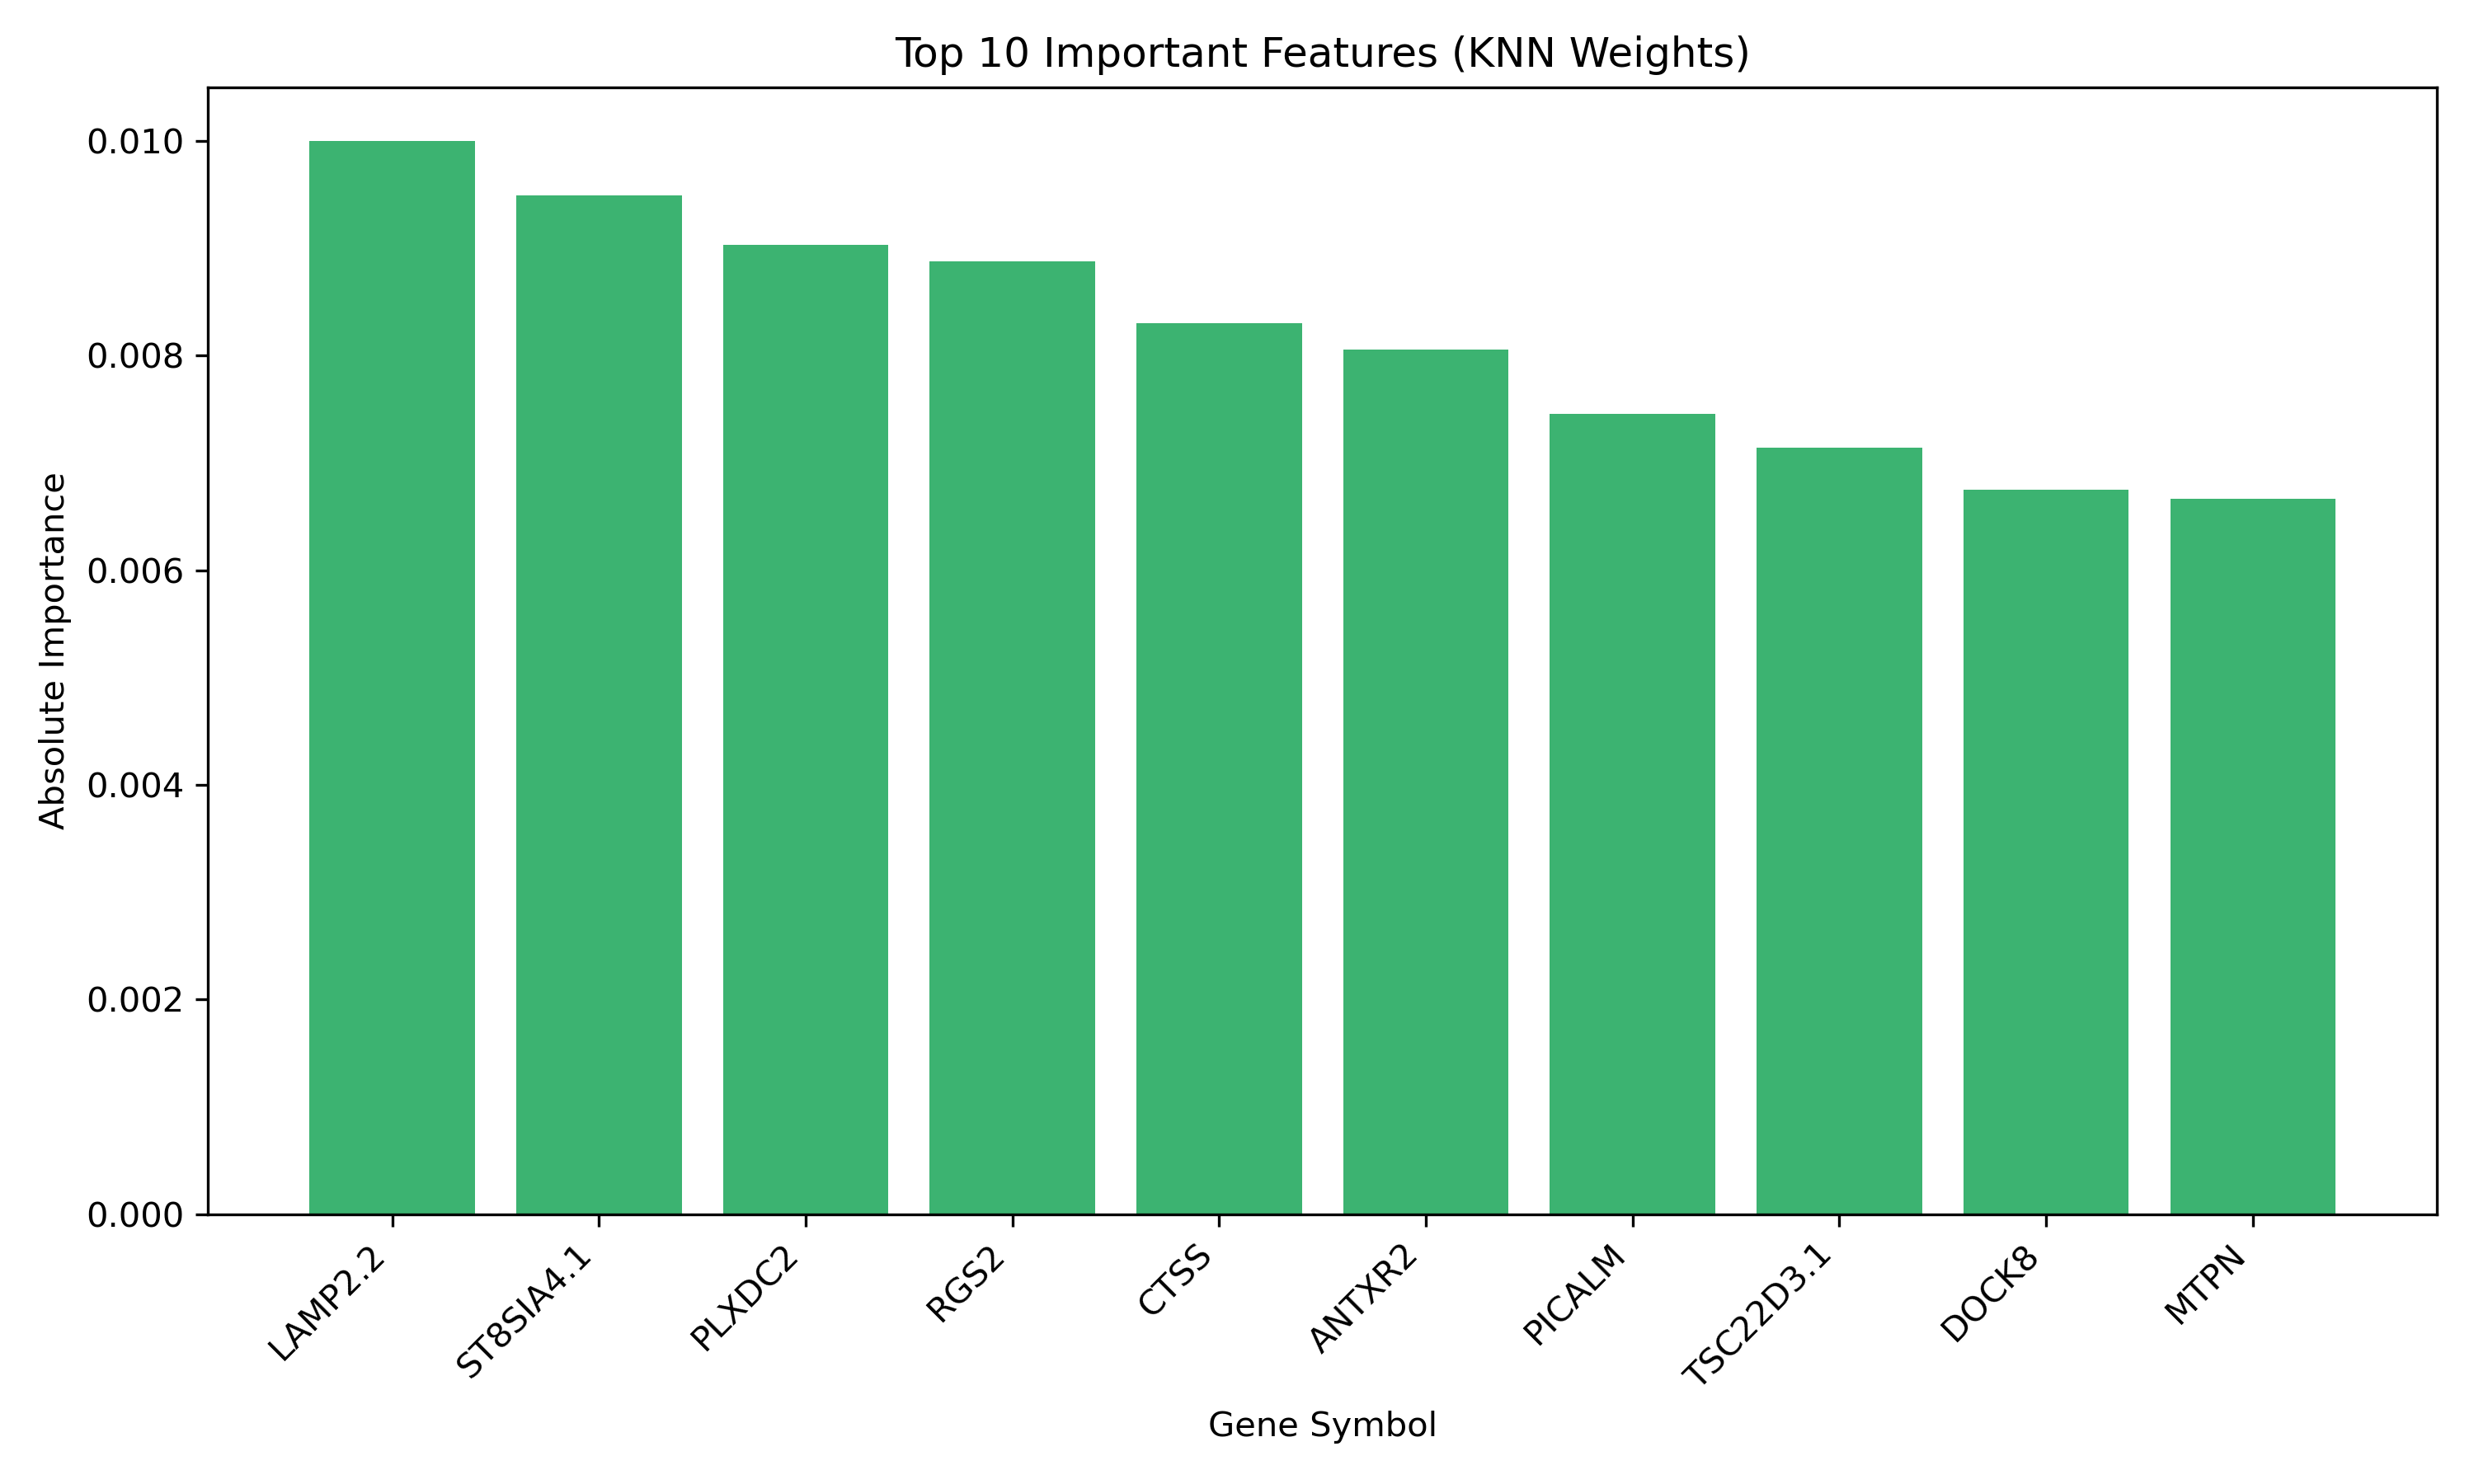 Top 10 Important Features (KNN Weights)
Absolute Importance
0.010
0.008
0.006
0.004
0.002
0.000
LAMP2.2
ST8SIA4.1
PLXDC2
RGS2
CTSS
ANTXR2
PICALM
TSC22D3.1
DOCK8
MTPN
Gene Symbol